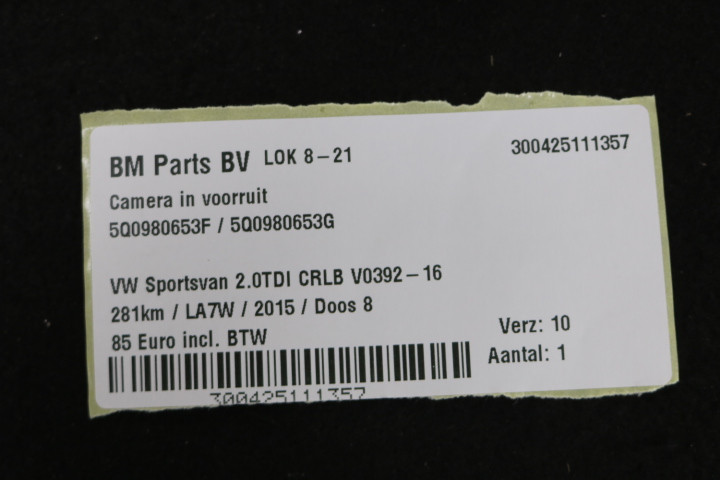 BM Parts BV LOK 8-21 300425111357
Camera in voorruit
5Q0980653F / 5Q0980653G
VW Sportsvan 2.0TDI CRLB V0392-16
281km / LA7W / 2015 / Doos 8
85 Euro incl. BTW
Verz: 10
Aantal: 1
300425111357